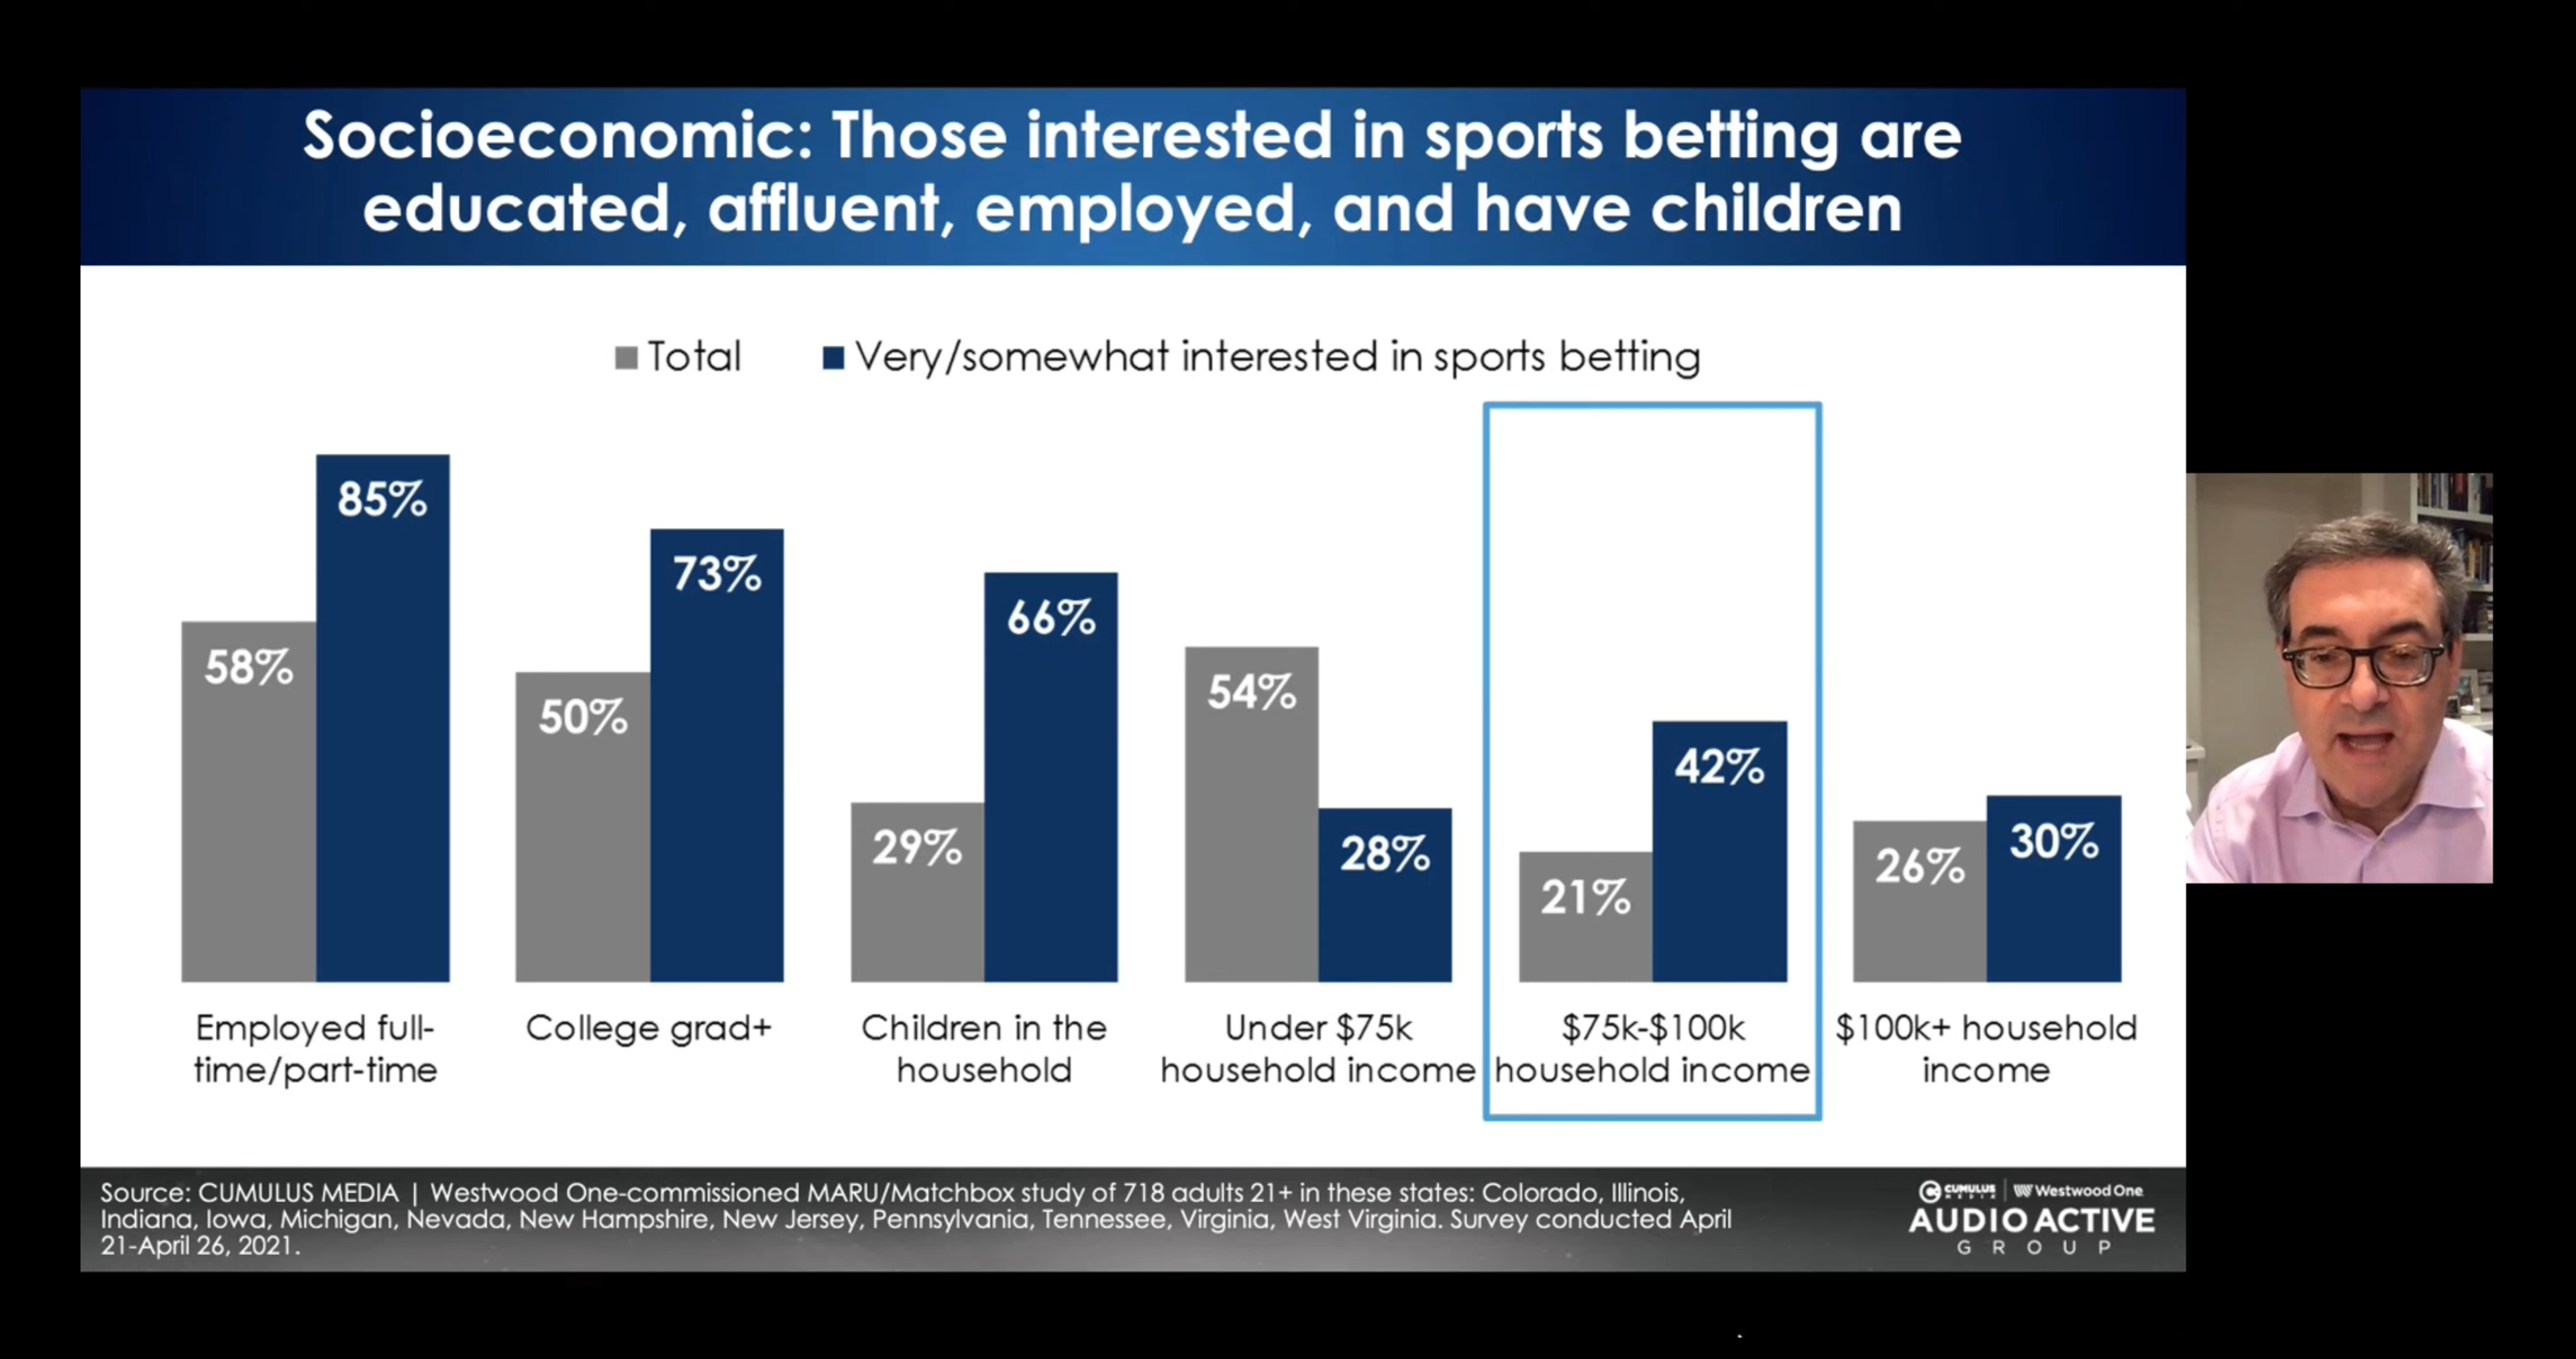 Socioeconomic: Those interested in sports betting are
educated, affluent, employed, and have children
Total
Very/somewhat interested in sports betting
85%
58%
73%
50%
66%
29%
54%
28%
42%
21%
30%
26%
Employed full-
time/part-time
College grad+
Children in the
household
Under $75k
household income
$75k-$100k
household income
$100k+ household
income
Source: CUMULUS MEDIA | Westwood One-commissioned MARU/Matchbox study of 718 adults 21+ in these states: Colorado, Illinois,
Indiana, Iowa, Michigan, Nevada, New Hampshire, New Jersey, Pennsylvania, Tennessee, Virginia, West Virginia. Survey conducted April
21-April 26, 2021.
CUMULUS MEDIA | Westwood One
AUDIO ACTIVE
GROUP